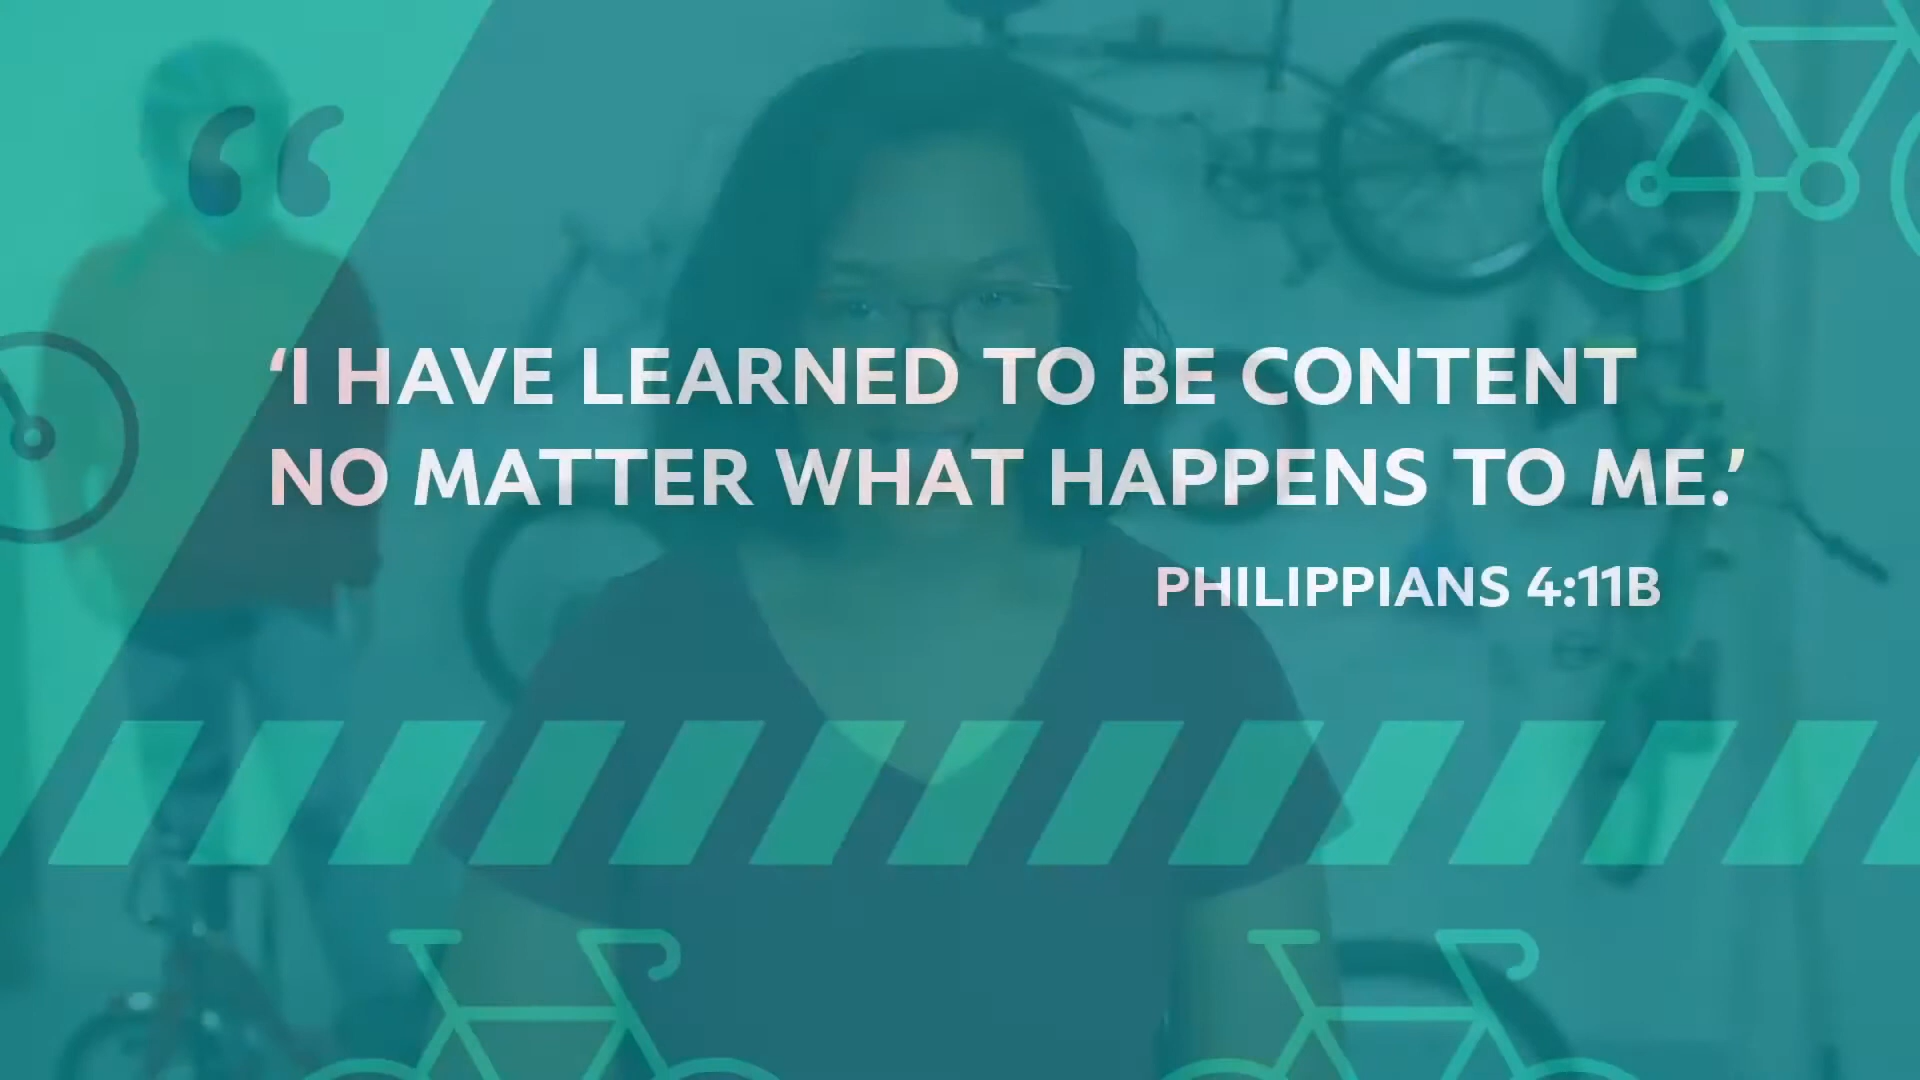 ‘I HAVE LEARNED TO BE CONTENT
NO MATTER WHAT HAPPENS TO ME.’
PHILIPPIANS 4:11B